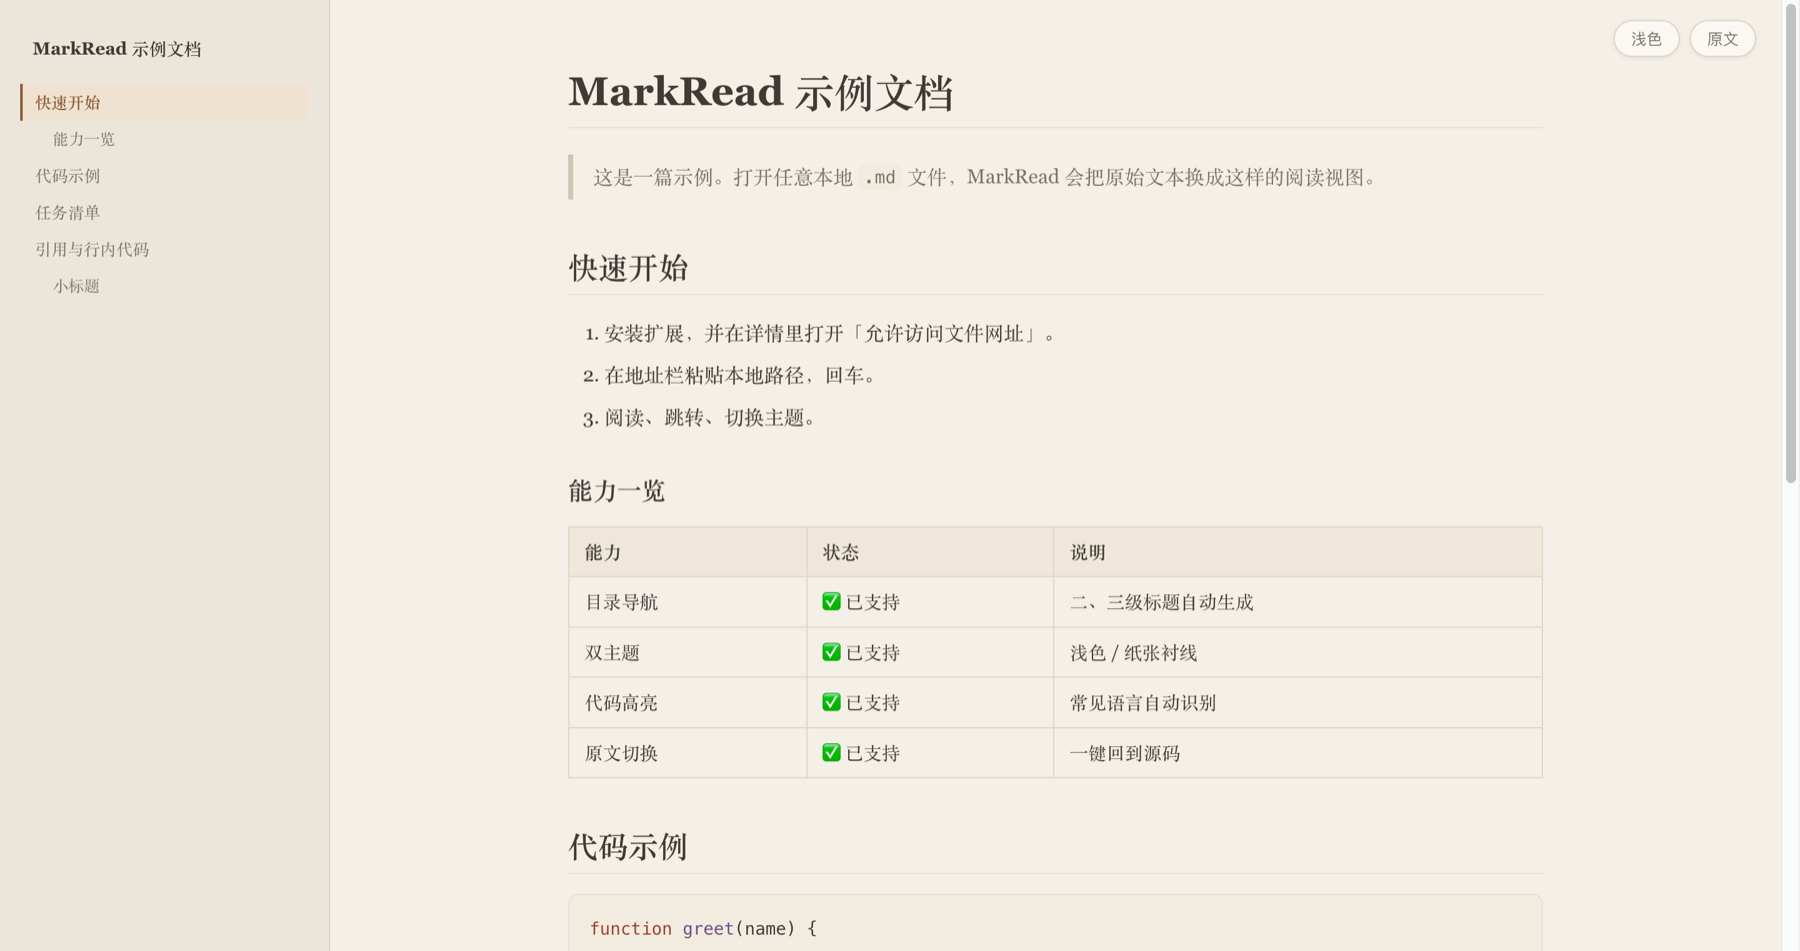 MarkRead 示例文档
快速开始
能力一览
代码示例
任务清单
引用与行内代码
小标题
浅色
原文
MarkRead 示例文档
这是一篇示例。打开任意本地 .md 文件，MarkRead 会把原始文本换成这样的阅读视图。
快速开始
1. 安装扩展，并在详情里打开「允许访问文件网址」。
2. 在地址栏粘贴本地路径，回车。
3. 阅读、跳转、切换主题。
能力一览
能力 状态 说明
目录导航 ✅ 已支持 二、三级标题自动生成
双主题 ✅ 已支持 浅色 / 纸张衬线
代码高亮 ✅ 已支持 常见语言自动识别
原文切换 ✅ 已支持 一键回到源码
代码示例
function greet(name) {